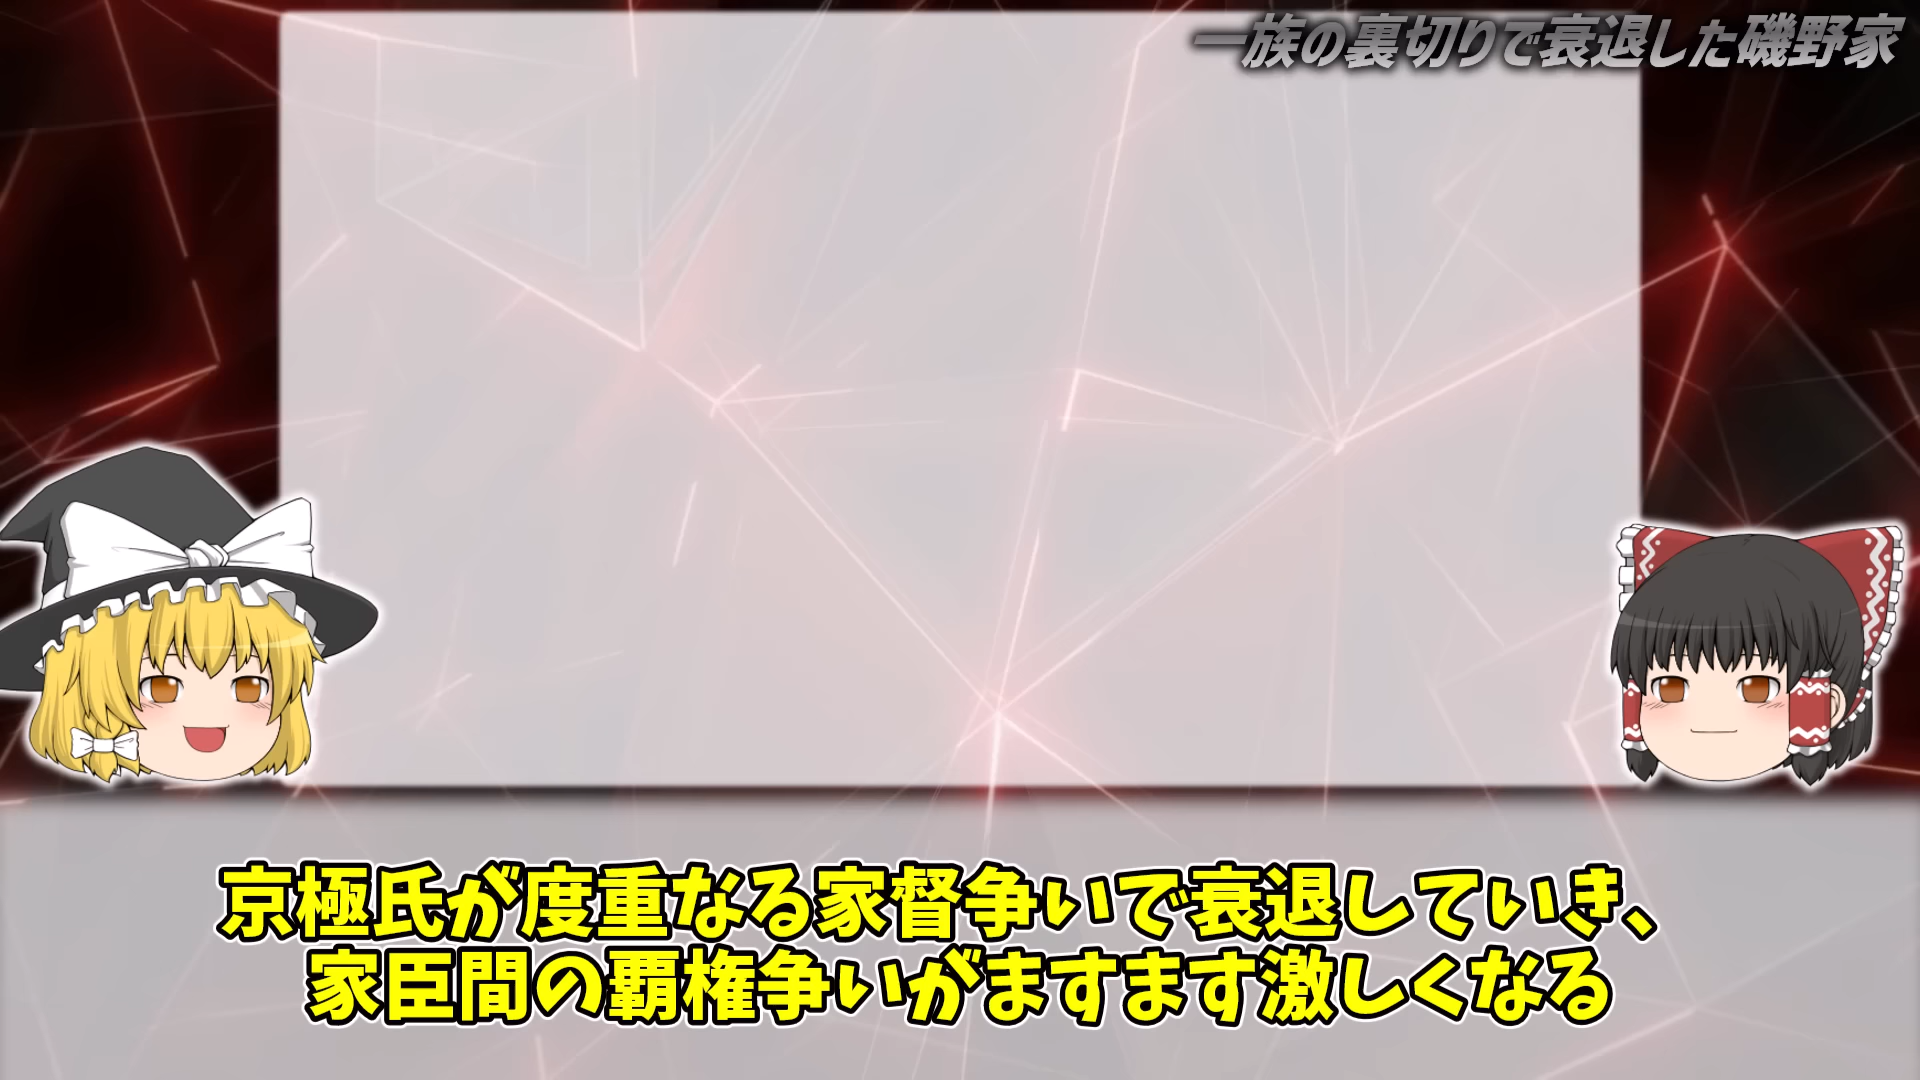 一族の裏切りで衰退した磯野家
京極氏が度重なる家督争いで衰退していき、
家臣間の覇権争いがますます激しくなる